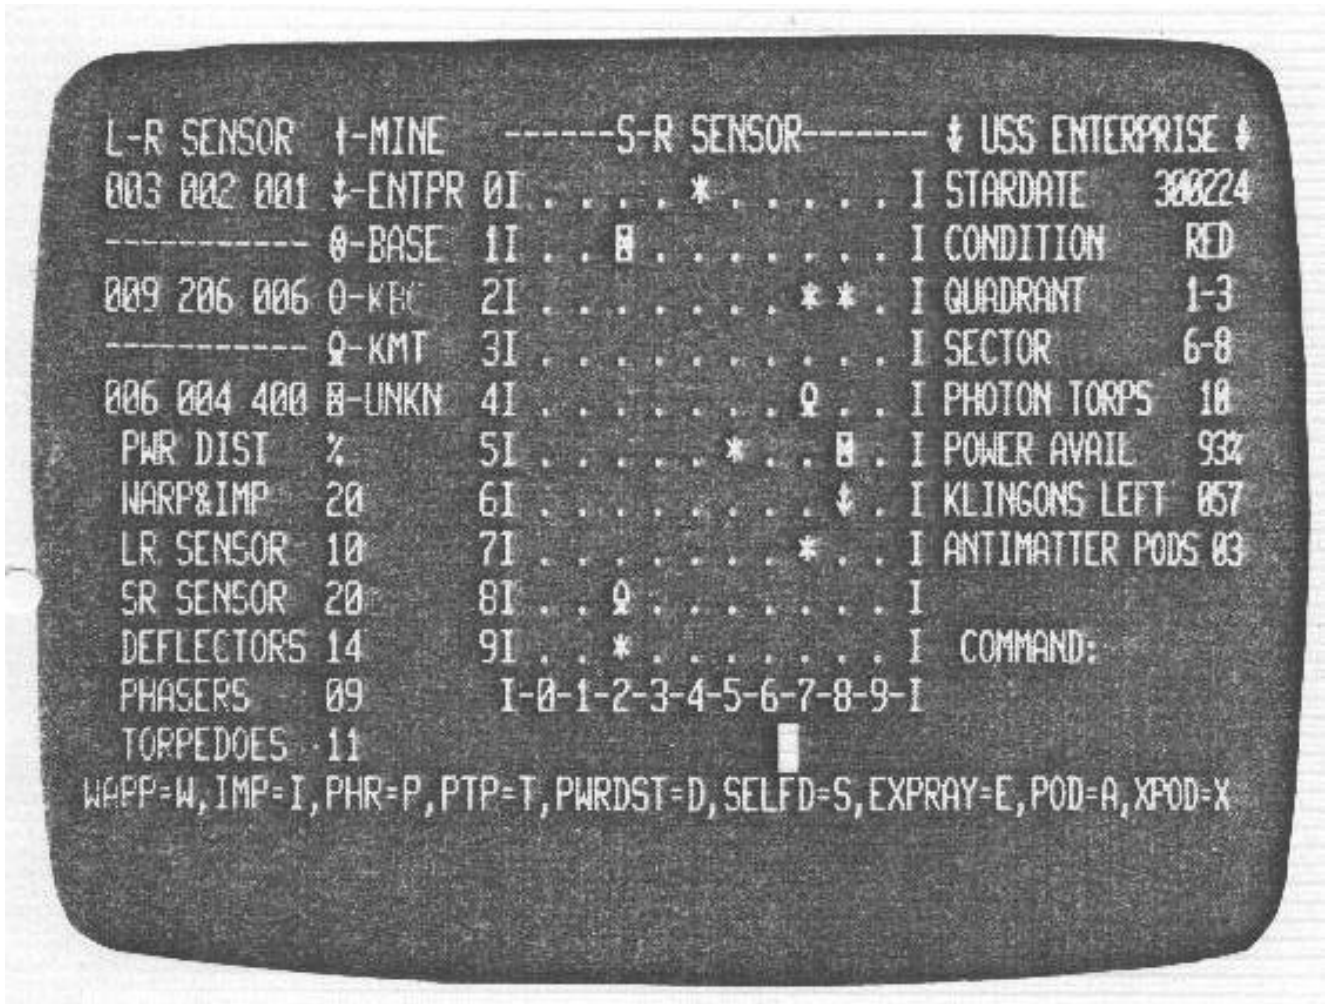 L-R SENSOR †-MINE ------S-R SENSOR------- ⇟ USS ENTERPRISE ⇟
003 002 001 ⇟-ENTPR 0I . . . . * . . . . . I STARDATE 300224
----------- 0-BASE 1I . . ⊠ . . . . . . . I CONDITION RED
009 206 006 θ-KBC 2I . . . . . . . * * . I QUADRANT 1-3
----------- Ω-KMT 3I . . . . . . . . . . I SECTOR 6-8
006 004 400 ⊠-UNKN 4I . . . . . . . Ω . . I PHOTON TORPS 10
PWR DIST % 5I . . . . . * . . ⊠ . I POWER AVAIL 93%
WARP&IMP 20 6I . . . . . . . . ⇟ . I KLINGONS LEFT 057
LR SENSOR 10 7I . . . . . . . * . . I ANTIMATTER PODS 03
SR SENSOR 20 8I . . Ω . . . . . . . I
DEFLECTORS 14 9I . . * . . . . . . . I COMMAND:
PHASERS 09 I-0-1-2-3-4-5-6-7-8-9-I
TORPEDOES 11
WARP=W,IMP=I,PHR=P,PTP=T,PWRDST=D,SELFD=S,EXPRAY=E,POD=A,XPOD=X